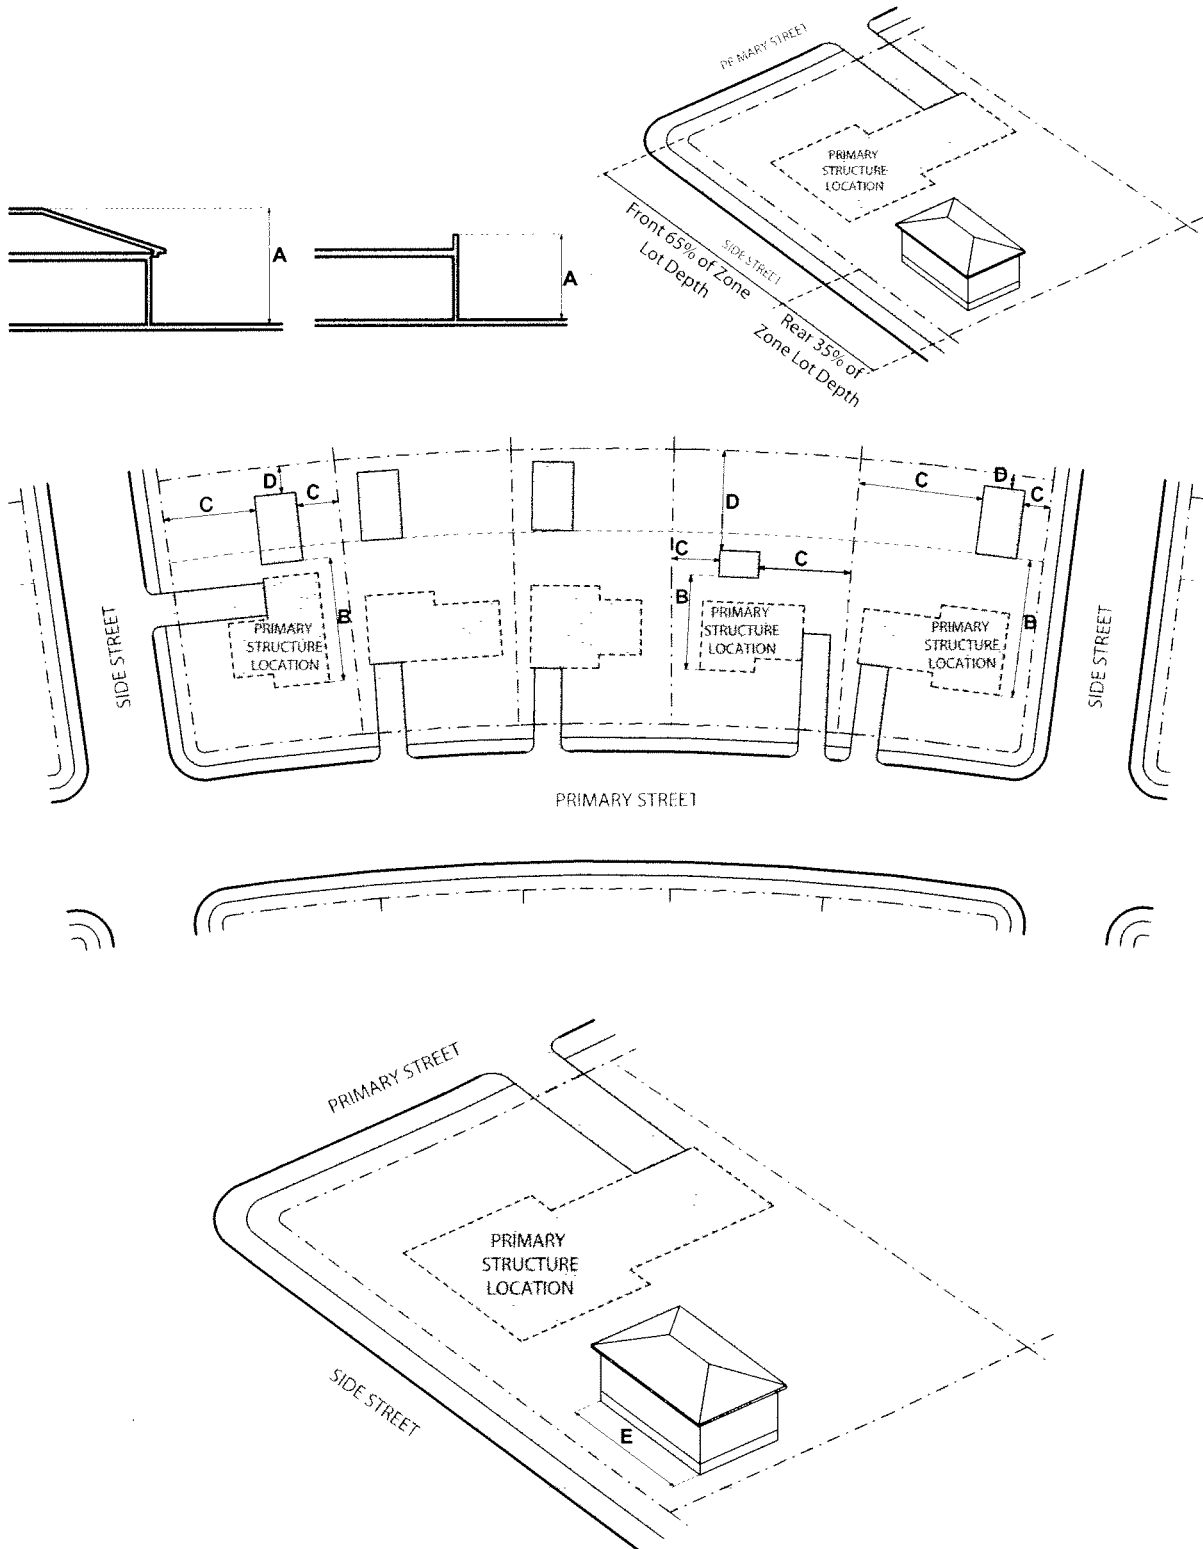 PRIMARY STREET
PRIMARY
STRUCTURE
LOCATION
A
A
Front 65% of Zone
Lot Depth
SIDE STREET
Rear 35% of
Zone Lot Depth
D
C
C
D
C
C
B
C
D
C
B
B
PRIMARY
STRUCTURE
LOCATION
PRIMARY
STRUCTURE
LOCATION
PRIMARY
STRUCTURE
LOCATION
SIDE STREET
SIDE STREET
PRIMARY STREET
PRIMARY STREET
PRIMARY
STRUCTURE
LOCATION
SIDE STREET
E